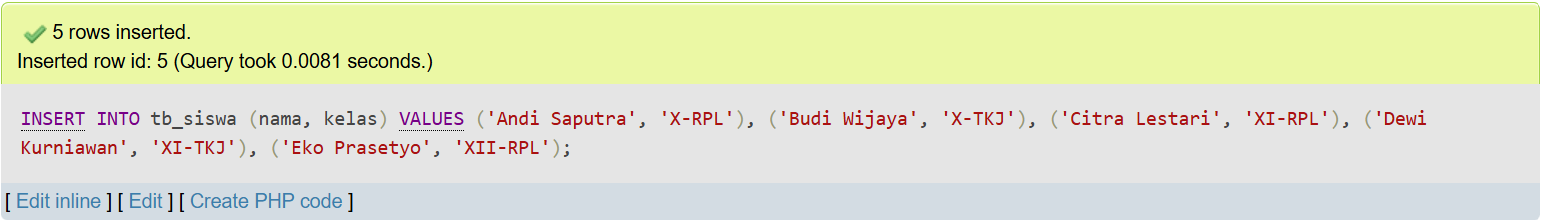 5 rows inserted.
Inserted row id: 5 (Query took 0.0081 seconds.)
INSERT INTO tb_siswa (nama, kelas) VALUES ('Andi Saputra', 'X-RPL'), ('Budi Wijaya', 'X-TKJ'), ('Citra Lestari', 'XI-RPL'), ('Dewi
Kurniawan', 'XI-TKJ'), ('Eko Prasetyo', 'XII-RPL');
[ Edit inline ] [ Edit ] [ Create PHP code ]